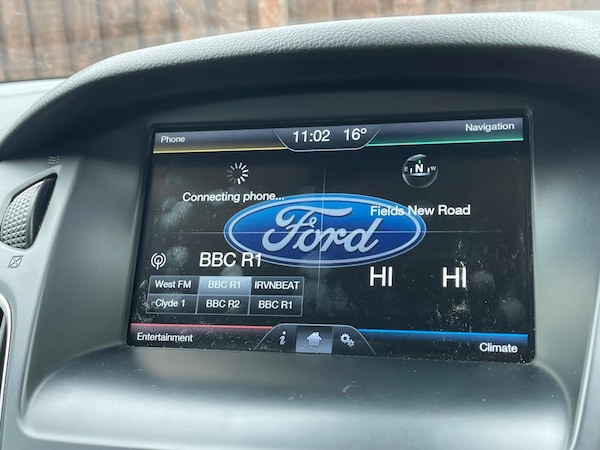 Phone
11:02 16°
Navigation
Connecting phone...
E N W
Fields New Road
Ford
BBC R1
HI HI
West FM BBC R1 IRVNBEAT
Clyde 1 BBC R2 BBC R1
Entertainment
i
Climate